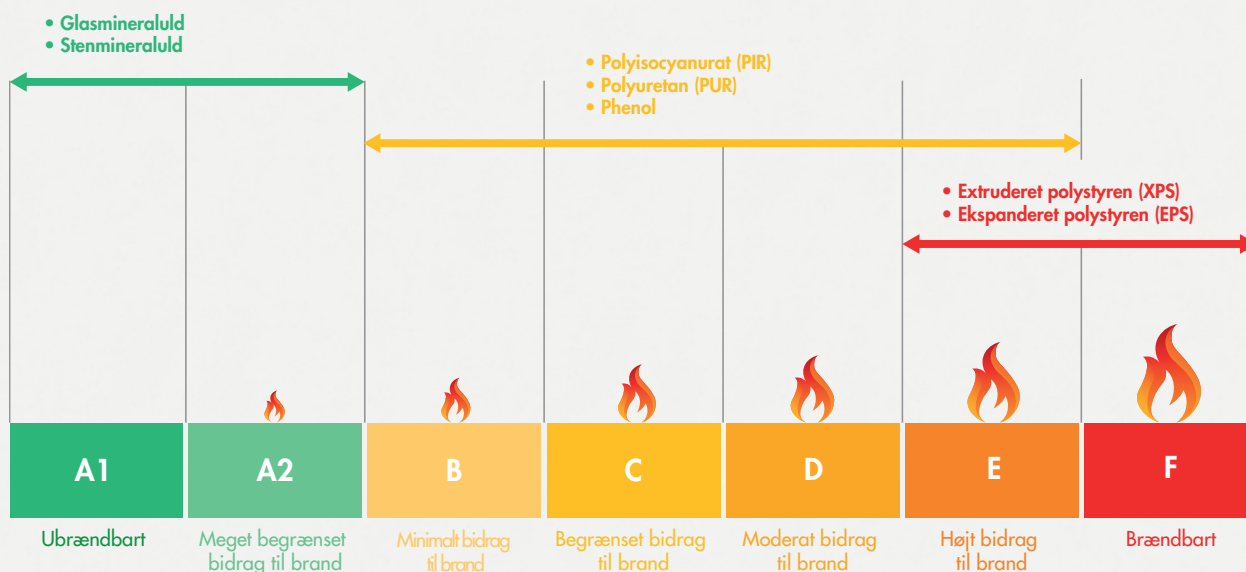 • Glasmineraluld
• Stenmineraluld
• Polyisocyanurat (PIR)
• Polyuretan (PUR)
• Phenol
• Extruderet polystyren (XPS)
• Ekspanderet polystyren (EPS)
A1
A2
B
C
D
E
F
Ubrændbart
Meget begrænset
bidrag til brand
Minimalt bidrag
til brand
Begrænset bidrag
til brand
Moderat bidrag
til brand
Højt bidrag
til brand
Brændbart